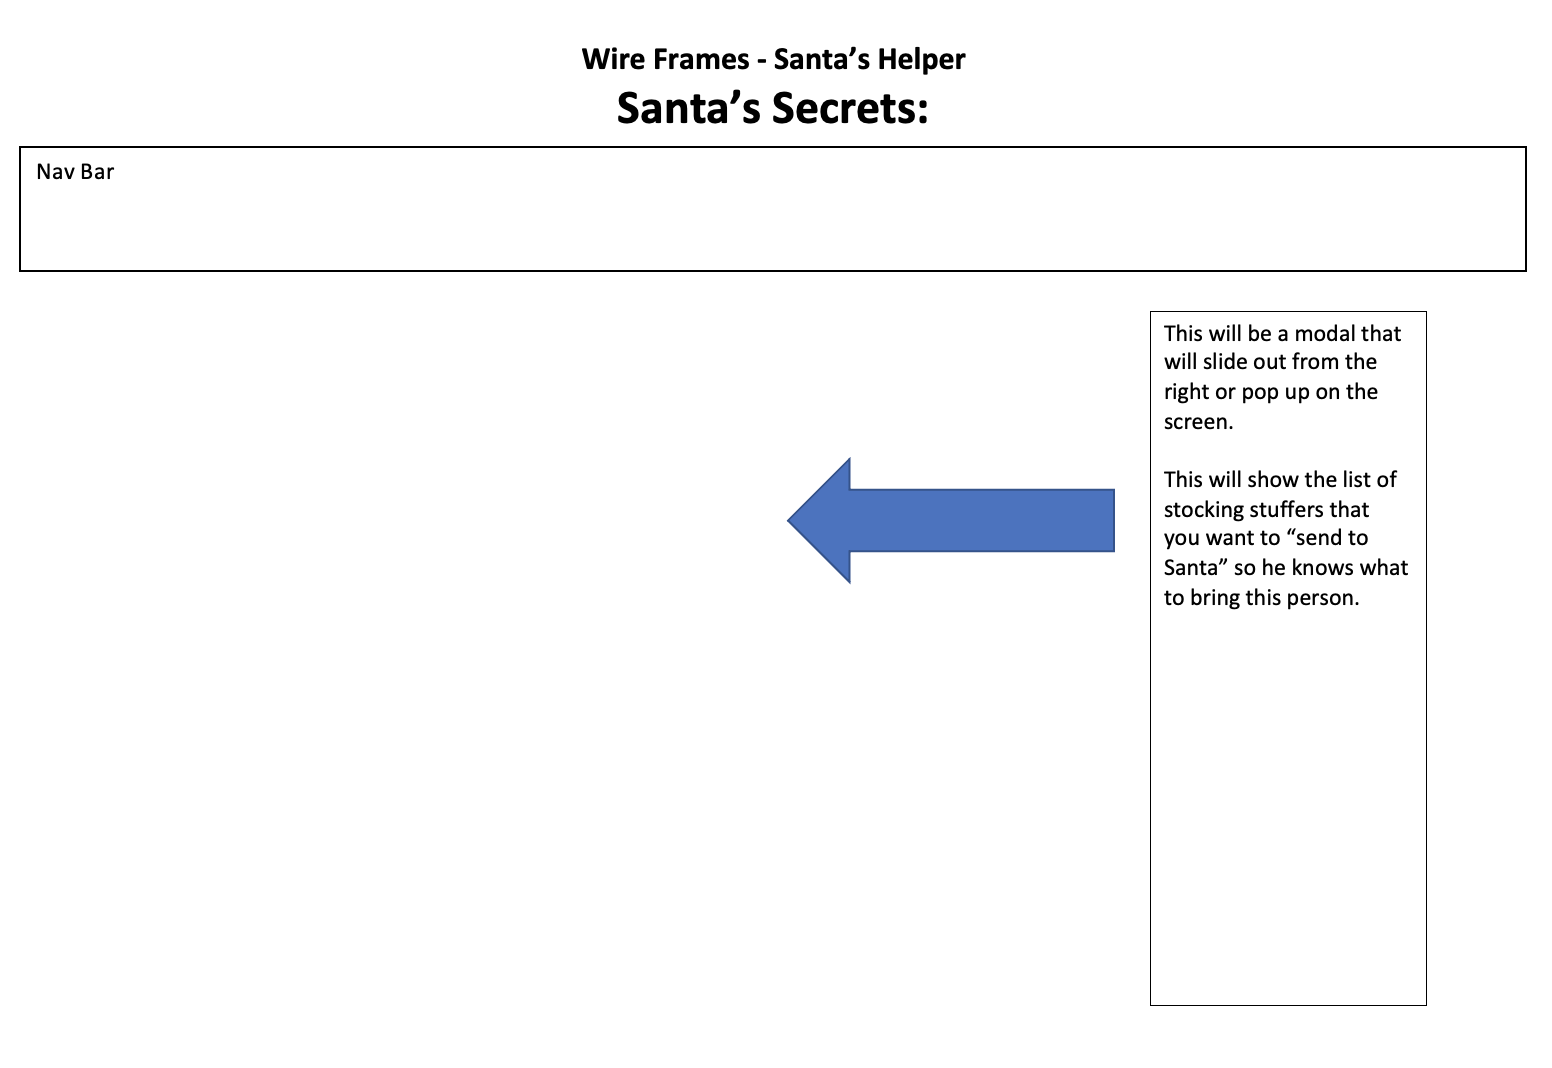 Wire Frames - Santa’s Helper
Santa’s Secrets:
Nav Bar
This will be a modal that
will slide out from the
right or pop up on the
screen.
This will show the list of
stocking stuffers that
you want to “send to
Santa” so he knows what
to bring this person.